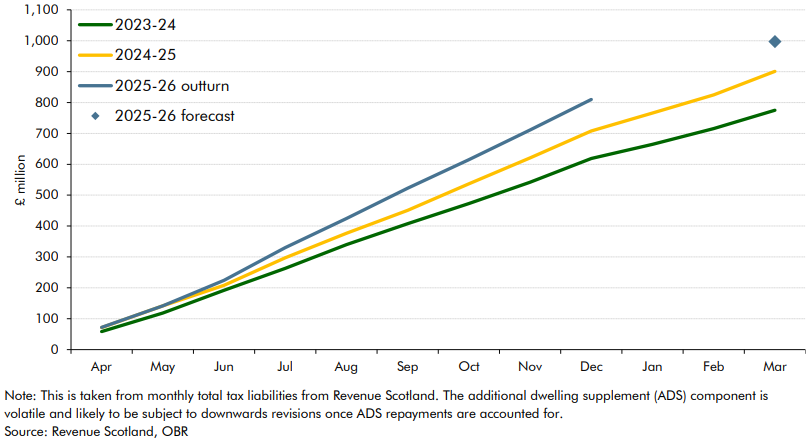 1,100
1,000
900
800
700
600
500
400
300
200
100
0
£ million
2023-24
2024-25
2025-26 outturn
2025-26 forecast
Apr May Jun Jul Aug Sep Oct Nov Dec Jan Feb Mar
Note: This is taken from monthly total tax liabilities from Revenue Scotland. The additional dwelling supplement (ADS) component is
volatile and likely to be subject to downwards revisions once ADS repayments are accounted for.
Source: Revenue Scotland, OBR